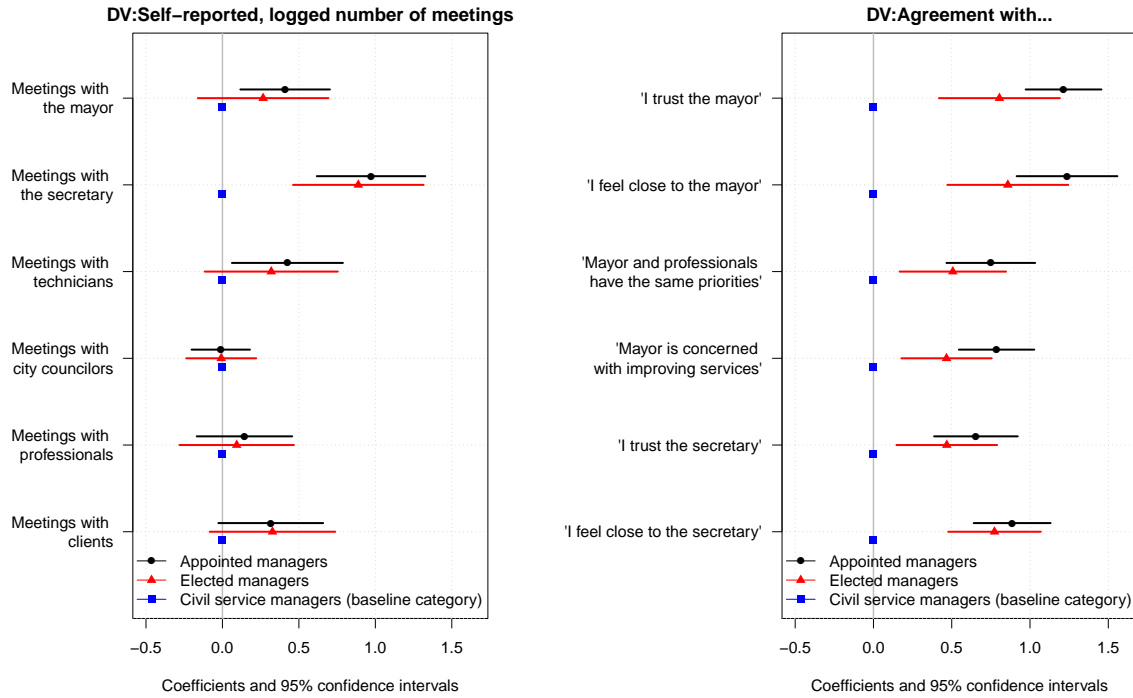 DV:Self−reported, logged number of meetings
Meetings with
the mayor
Meetings with
the secretary
Meetings with
technicians
Meetings with
city councilors
Meetings with
professionals
Meetings with
clients
Appointed managers
Elected managers
Civil service managers (baseline category)
−0.5
0.0
0.5
1.0
1.5
Coefficients and 95% confidence intervals
DV:Agreement with...
'I trust the mayor'
'I feel close to the mayor'
'Mayor and professionals
have the same priorities'
'Mayor is concerned
with improving services'
'I trust the secretary'
'I feel close to the secretary'
Appointed managers
Elected managers
Civil service managers (baseline category)
−0.5
0.0
0.5
1.0
1.5
Coefficients and 95% confidence intervals